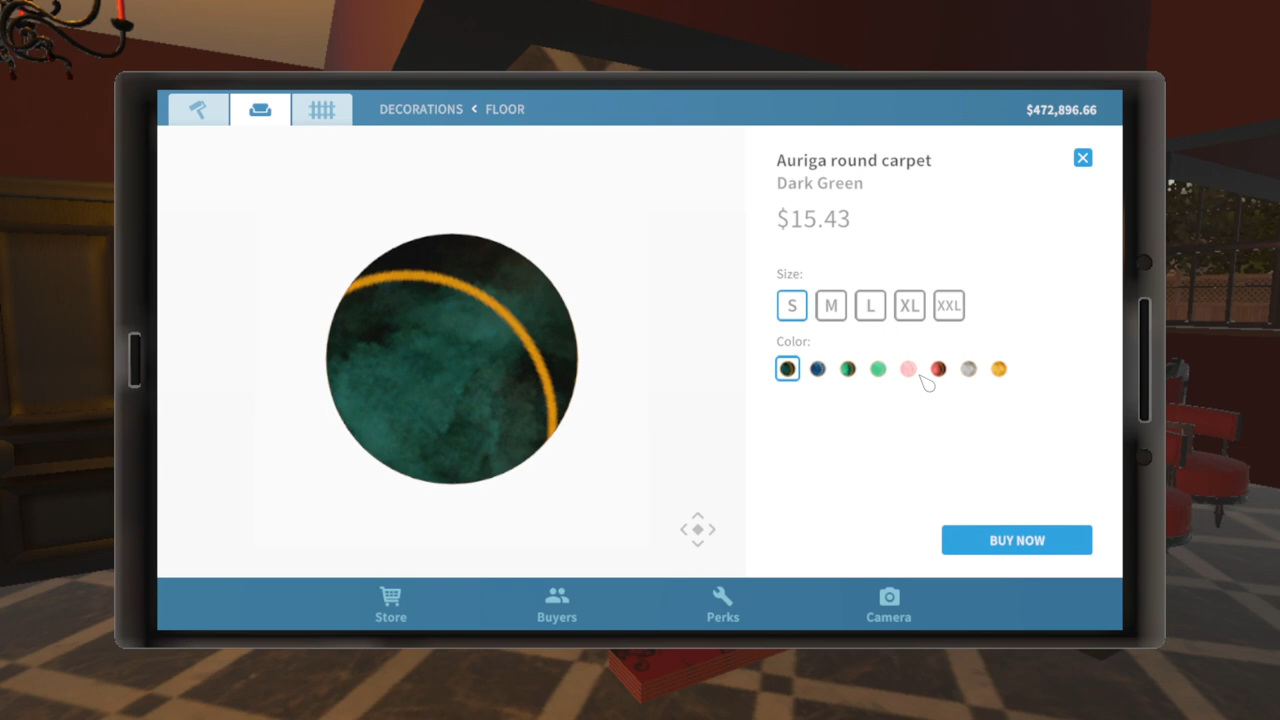 DECORATIONS < FLOOR
$472,896.66
Auriga round carpet
Dark Green
$15.43
Size:
S M L XL XXL
Color:
BUY NOW
Store Buyers Perks Camera